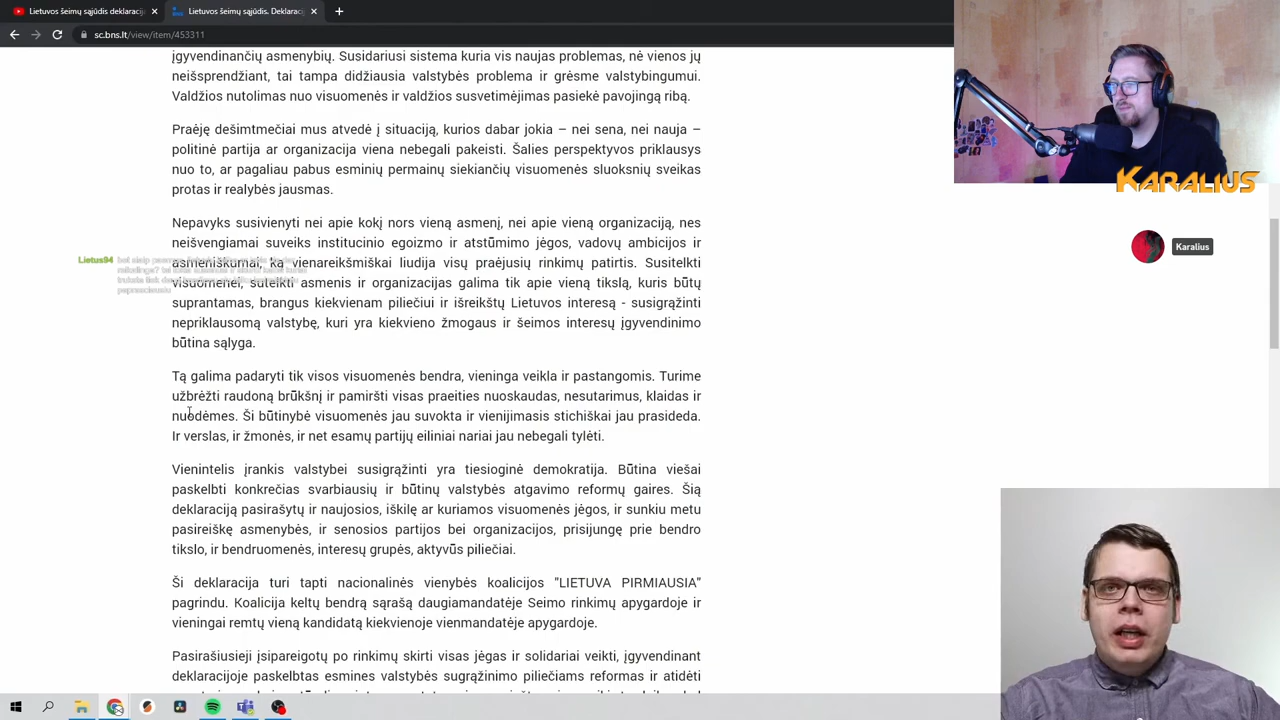 Lietuvos šeimų sąjūdis deklaracij
Lietuvos šeimų sąjūdis. Deklaraci
sc.bns.lt/view/item/453311
įgyvendinančių asmenybių. Susidariusi sistema kuria vis naujas problemas, nė vienos jų
neišsprendžiant, tai tampa didžiausia valstybės problema ir grėsme valstybingumui.
Valdžios nutolimas nuo visuomenės ir valdžios susvetimėjimas pasiekė pavojingą ribą.
Praėję dešimtmečiai mus atvedė į situaciją, kurios dabar jokia – nei sena, nei nauja –
politinė partija ar organizacija viena nebegali pakeisti. Šalies perspektyvos priklausys
nuo to, ar pagaliau pabus esminių permainų siekiančių visuomenės sluoksnių sveikas
protas ir realybės jausmas.
Nepavyks susivienyti nei apie kokį nors vieną asmenį, nei apie vieną organizaciją, nes
neišvengiamai suveiks institucinio egoizmo ir atstūmimo jėgos, vadovų ambicijos ir
asmeniškumai, ką vienareikšmiškai liudija visų praėjusių rinkimų patirtis. Susitelkti
visuomenei, sutelkti asmenis ir organizacijas galima tik apie vieną tikslą, kuris būtų
suprantamas, brangus kiekvienam piliečiui ir išreikštų Lietuvos interesą - susigrąžinti
nepriklausomą valstybę, kuri yra kiekvieno žmogaus ir šeimos interesų įgyvendinimo
būtina sąlyga.
Tą galima padaryti tik visos visuomenės bendra, vieninga veikla ir pastangomis. Turime
užbrėžti raudoną brūkšnį ir pamiršti visas praeities nuoskaudas, nesutarimus, klaidas ir
nuodėmes. Ši būtinybė visuomenės jau suvokta ir vienijimasis stichiškai jau prasideda.
Ir verslas, ir žmonės, ir net esamų partijų eiliniai nariai jau nebegali tylėti.
Vienintelis įrankis valstybei susigrąžinti yra tiesioginė demokratija. Būtina viešai
paskelbti konkrečias svarbiausių ir būtinų valstybės atgavimo reformų gaires. Šią
deklaraciją pasirašytų ir naujosios, iškilę ar kuriamos visuomenės jėgos, ir sunkiu metu
pasireiškę asmenybės, ir senosios partijos bei organizacijos, prisijungę prie bendro
tikslo, ir bendruomenės, interesų grupės, aktyvūs piliečiai.
Ši deklaracija turi tapti nacionalinės vienybės koalicijos "LIETUVA PIRMIAUSIA"
pagrindu. Koalicija keltų bendrą sąrašą daugiamandatėje Seimo rinkimų apygardoje ir
vieningai remtų vieną kandidatą kiekvienoje vienmandatėje apygardoje.
Pasirašiusieji įsipareigotų po rinkimų skirti visas jėgas ir solidariai veikti, įgyvendinant
deklaracijoje paskelbtas esmines valstybės sugrąžinimo piliečiams reformas ir atidėti
Lietus94
KARALIUS
Karalius